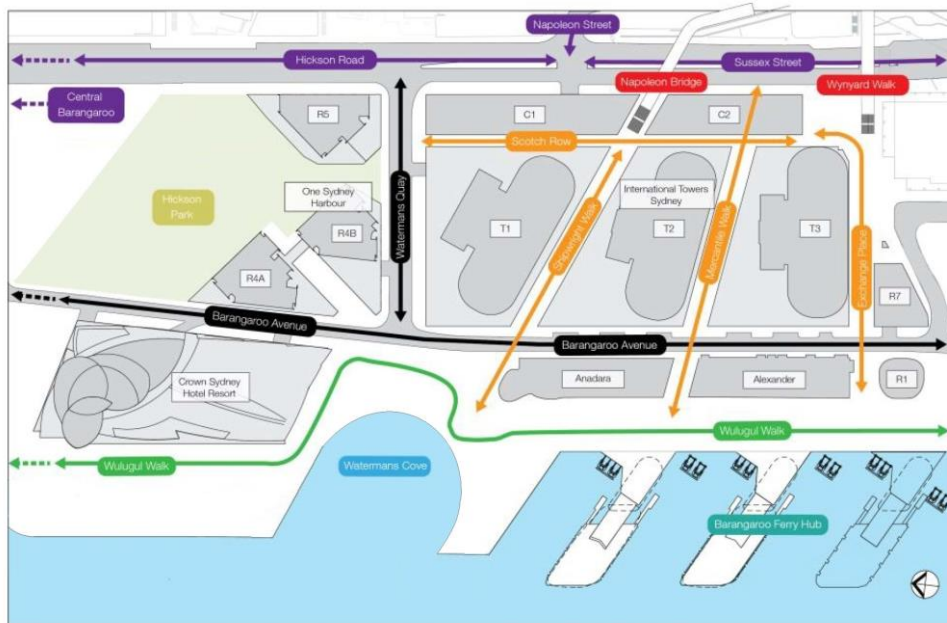 Napoleon Street
Hickson Road
Sussex Street
Napoleon Bridge
Wynyard Walk
Central
Barangaroo
R5
C1
C2
Scotch Row
Hickson
Park
One Sydney
Harbour
Watermans Quay
International Towers
Sydney
R4B
T1
T2
T3
Shipwright Walk
Mercantile Walk
Exchange Place
R4A
R7
Barangaroo Avenue
Barangaroo Avenue
Crown Sydney
Hotel Resort
Anadara
Alexander
R1
Wulugul Walk
Wulugul Walk
Watermans Cove
Barangaroo Ferry Hub